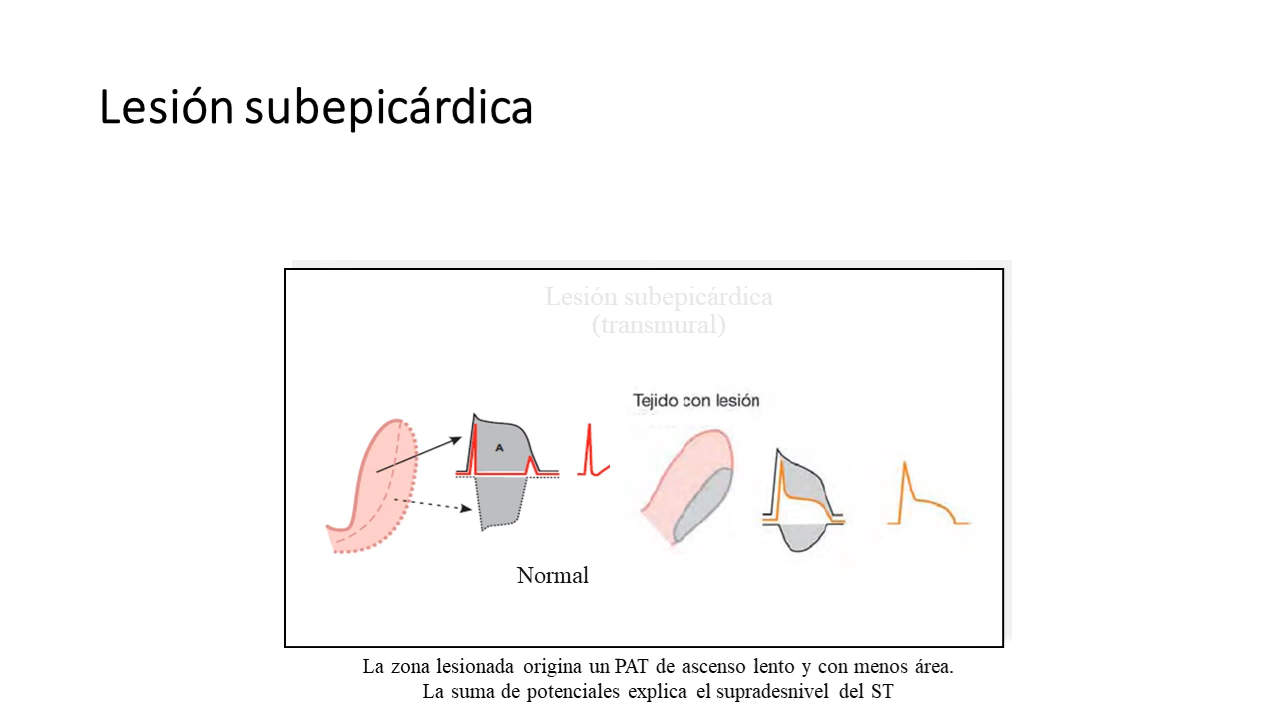 Lesión subepicárdica
Lesión subepicárdica
(transmural)
Tejido con lesión
A
Normal
La zona lesionada origina un PAT de ascenso lento y con menos área.
La suma de potenciales explica el supradesnivel del ST